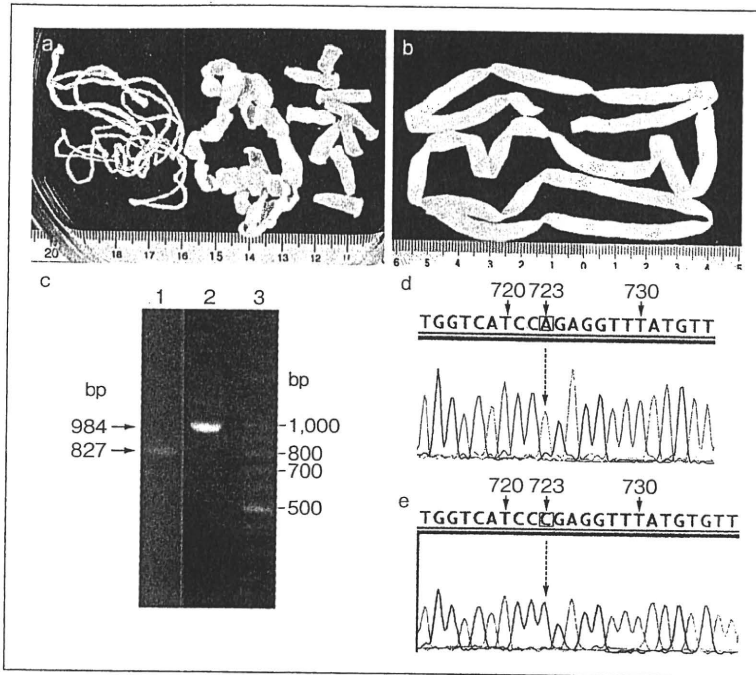 a
b
20 18 17 16 15 14 13 12 11
6 5 4 3 2 1 0 1 2 3 4 5
c
1 2 3
bp
984
827
bp
1,000
800
700
500
d
720 723 730
TGGTCATCCAGAGGTTTATGTT
e
720 723 730
TGGTCATCCCGAGGTTTATGTGTT